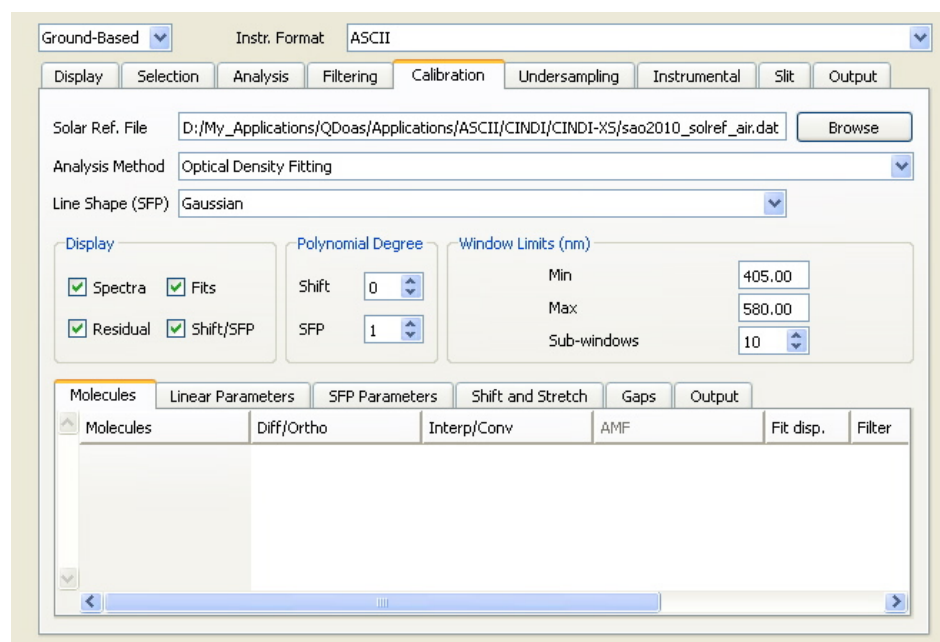 Ground-Based Instr. Format ASCII
Display Selection Analysis Filtering Calibration Undersampling Instrumental Slit Output
Solar Ref. File D:/My_Applications/QDoas/Applications/ASCII/CINDI/CINDI-XS/sao2010_solref_air.dat Browse
Analysis Method Optical Density Fitting
Line Shape (SFP) Gaussian
Display Polynomial Degree Window Limits (nm)
Spectra Fits Shift 0 Min 405.00
Max 580.00
Residual Shift/SFP SFP 1 Sub-windows 10
Molecules Linear Parameters SFP Parameters Shift and Stretch Gaps Output
Molecules Diff/Ortho Interp/Conv AMF Fit disp. Filter